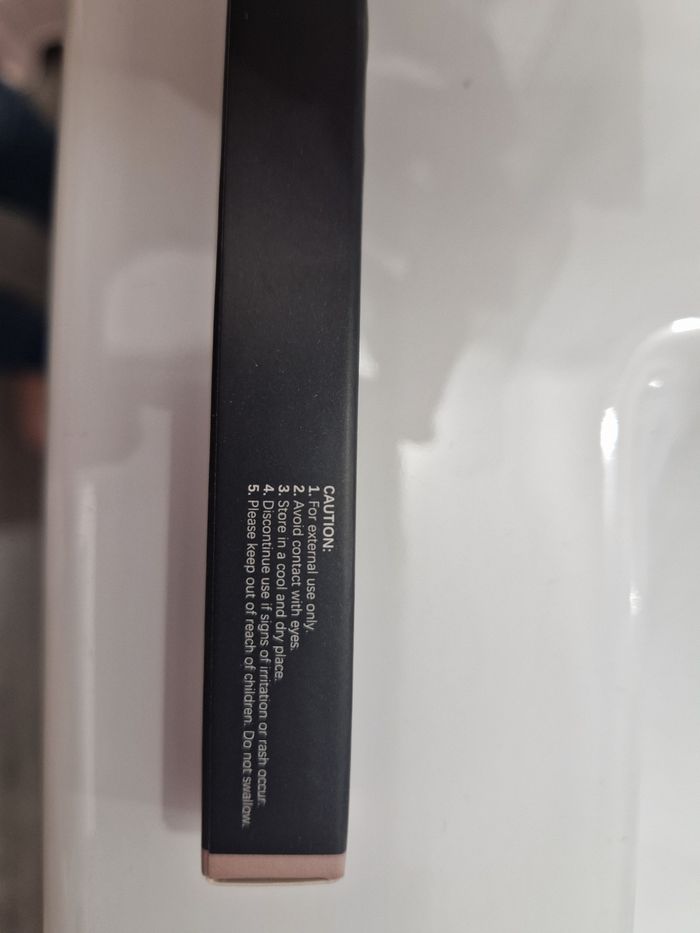 CAUTION:
1. For external use only.
2. Avoid contact with eyes.
3. Store in a cool and dry place.
4. Discontinue use if signs of irritation or rash occur.
5. Please keep out of reach of children. Do not swallow.